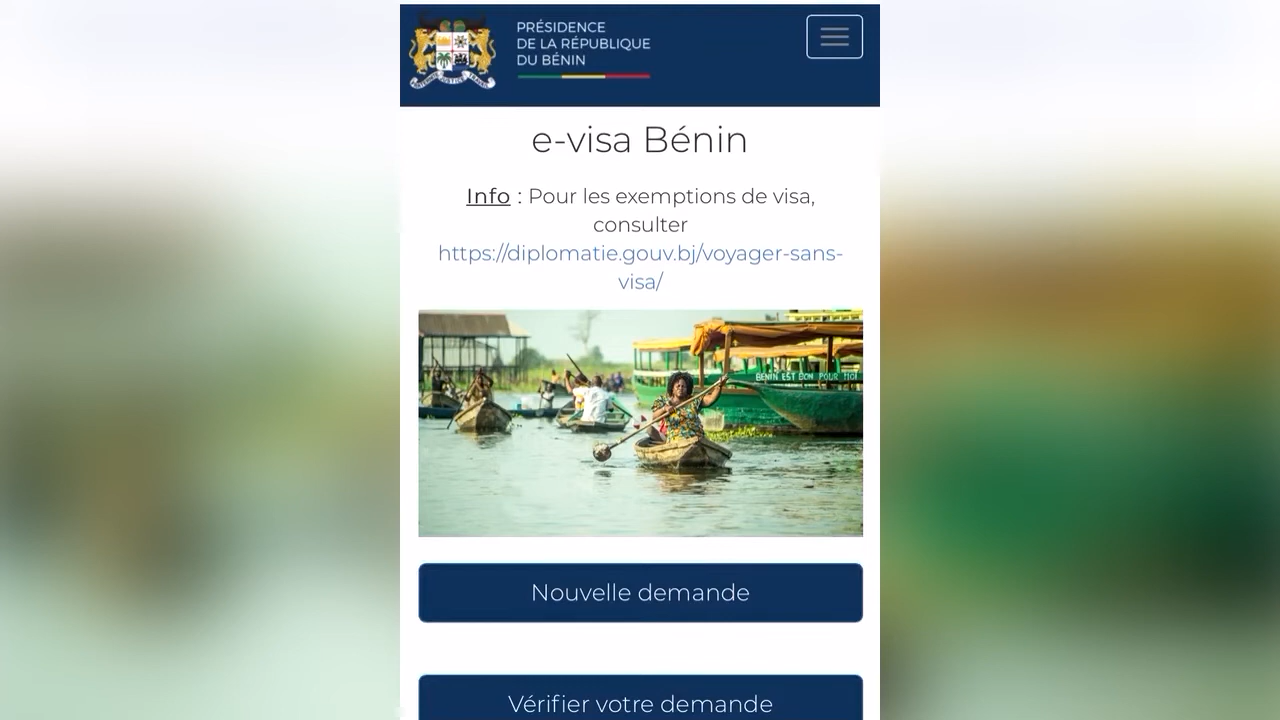 PRÉSIDENCE
DE LA RÉPUBLIQUE
DU BÉNIN
e-visa Bénin
Info : Pour les exemptions de visa,
consulter
https://diplomatie.gouv.bj/voyager-sans-
visa/
BENIN EST BON POUR MOI
Nouvelle demande
Vérifier votre demande